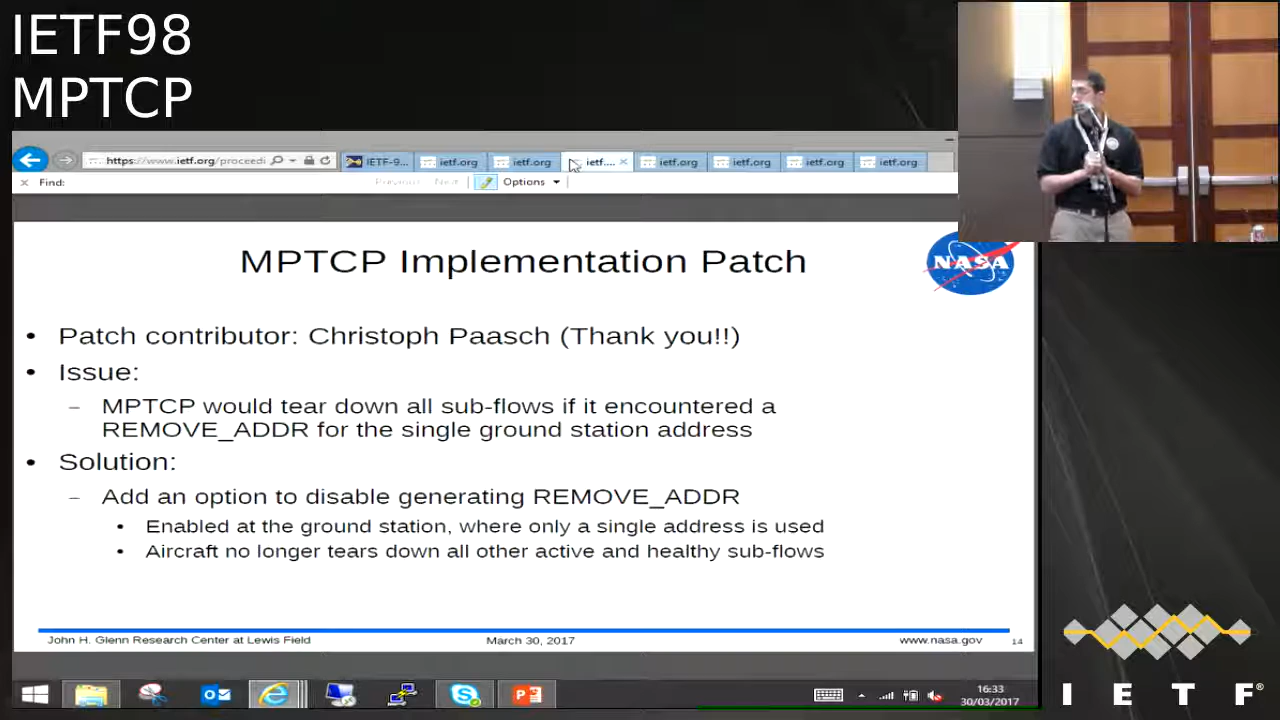 IETF98
MPTCP
https://www.ietf.org/proceedi
IETF-9...
ietf.org
ietf.org
ietf....
ietf.org
ietf.org
ietf.org
ietf.org
Find:
Previous
Next
Options
MPTCP Implementation Patch
NASA
• Patch contributor: Christoph Paasch (Thank you!!)
• Issue:
– MPTCP would tear down all sub-flows if it encountered a
REMOVE_ADDR for the single ground station address
• Solution:
– Add an option to disable generating REMOVE_ADDR
• Enabled at the ground station, where only a single address is used
• Aircraft no longer tears down all other active and healthy sub-flows
John H. Glenn Research Center at Lewis Field
March 30, 2017
www.nasa.gov
14
16:33
30/03/2017
I E T F®